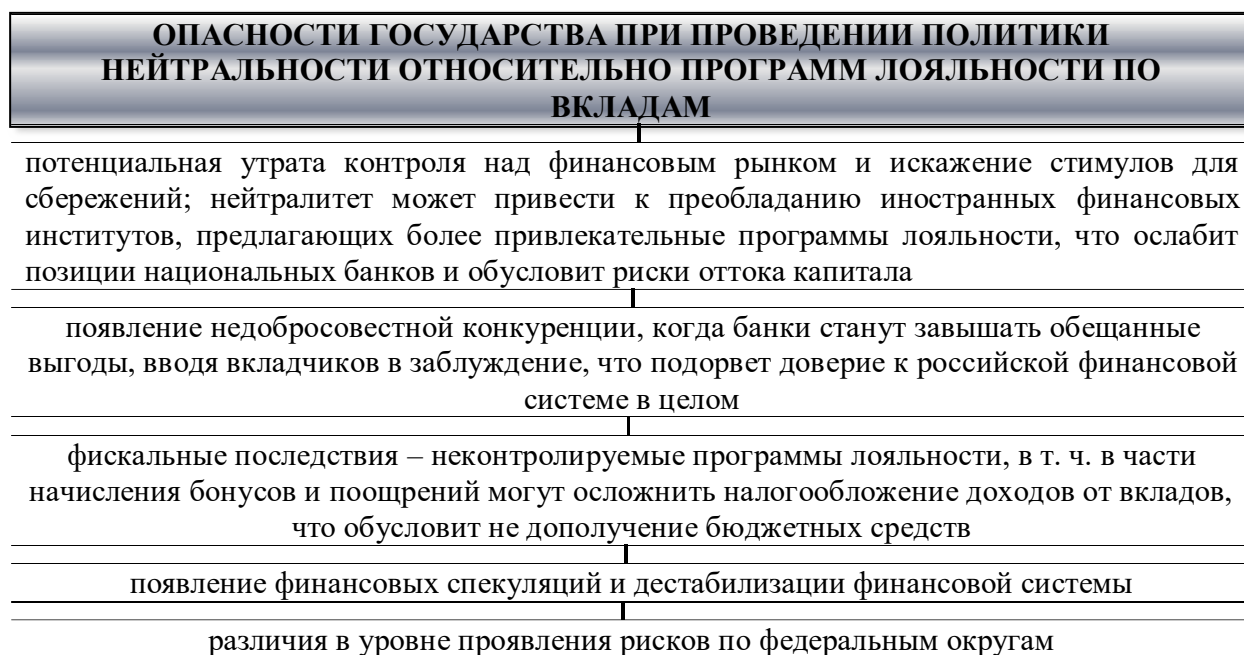 ОПАСНОСТИ ГОСУДАРСТВА ПРИ ПРОВЕДЕНИИ ПОЛИТИКИ
НЕЙТРАЛЬНОСТИ ОТНОСИТЕЛЬНО ПРОГРАММ ЛОЯЛЬНОСТИ ПО
ВКЛАДАМ
потенциальная утрата контроля над финансовым рынком и искажение стимулов для
сбережений; нейтралитет может привести к преобладанию иностранных финансовых
институтов, предлагающих более привлекательные программы лояльности, что ослабит
позиции национальных банков и обусловит риски оттока капитала
появление недобросовестной конкуренции, когда банки станут завышать обещанные
выгоды, вводя вкладчиков в заблуждение, что подорвет доверие к российской финансовой
системе в целом
фискальные последствия – неконтролируемые программы лояльности, в т. ч. в части
начисления бонусов и поощрений могут осложнить налогообложение доходов от вкладов,
что обусловит не дополучение бюджетных средств
появление финансовых спекуляций и дестабилизации финансовой системы
различия в уровне проявления рисков по федеральным округам